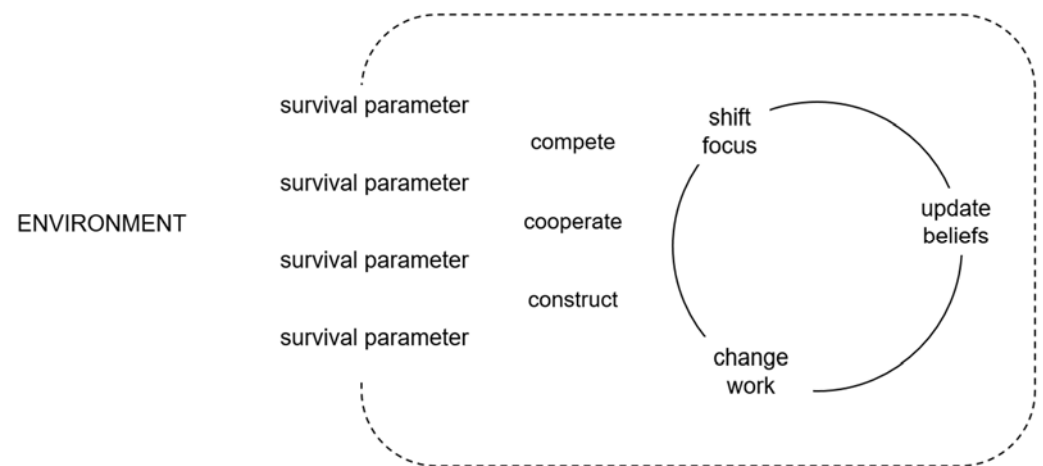 survival parameter
compete
shift
focus
survival parameter
ENVIRONMENT
cooperate
update
beliefs
survival parameter
construct
survival parameter
change
work